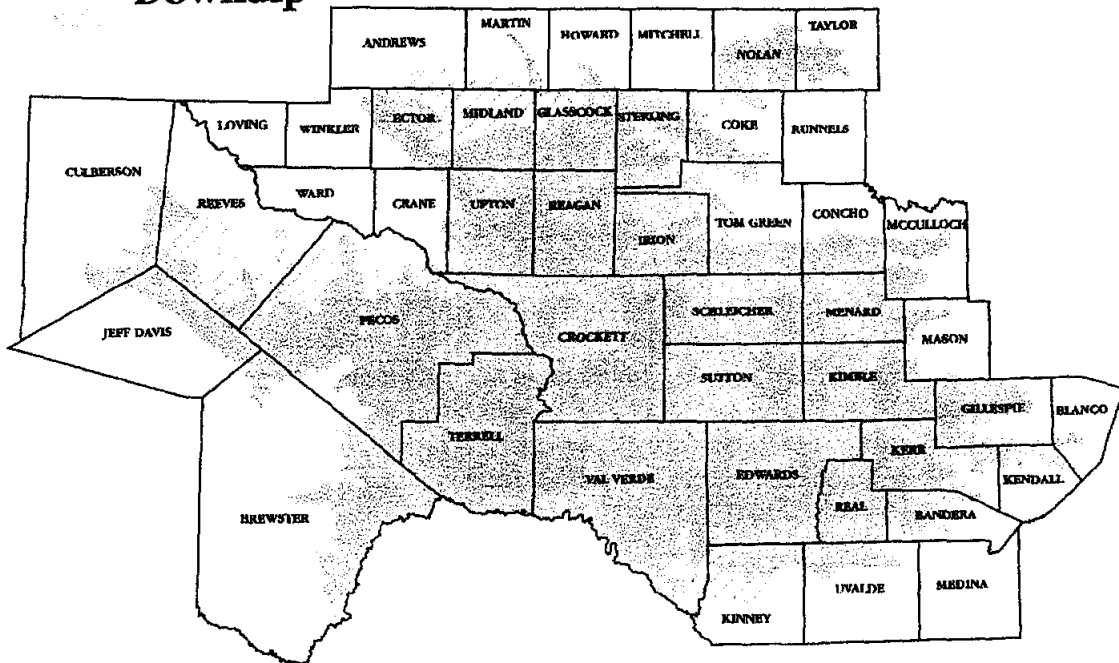 Downdip
ANDREWS MARTIN HOWARD MITCHELL NOLAN TAYLOR
LOVING WINKLER ECTOR MIDLAND GLASSCOCK STERLING COKE RUNNELS
CULBERSON REEVES WARD CRANE UPTON REAGAN IRION TOM GREEN CONCHO MCCULLOCH
JEFF DAVIS PECOS CROCKETT SCHLEICHER MENARD MASON
SUTTON KIMBLE GILLESPIE BLANCO
TERRELL VAL VERDE EDWARDS KERR KENDALL
BREWSTER REAL BANDERA
KINNEY UVALDE MEDINA